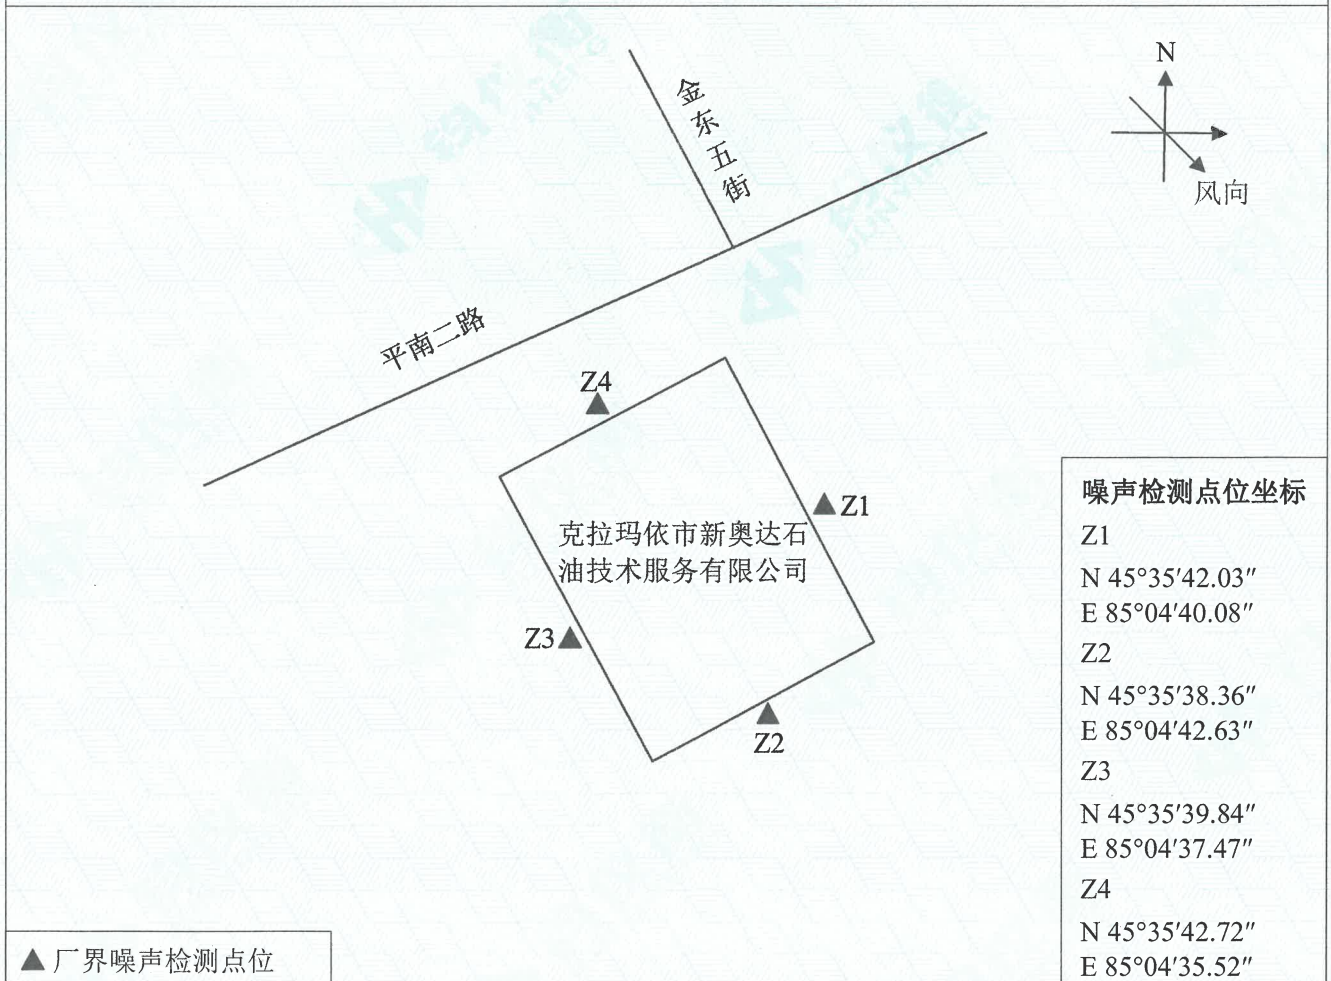 N
风向
金东五街
平南二路
Z4
Z1
克拉玛依市新奥达石
油技术服务有限公司
Z3
Z2
噪声检测点位坐标
Z1
N 45°35′42.03″
E 85°04′40.08″
Z2
N 45°35′38.36″
E 85°04′42.63″
Z3
N 45°35′39.84″
E 85°04′37.47″
Z4
N 45°35′42.72″
E 85°04′35.52″
▲厂界噪声检测点位